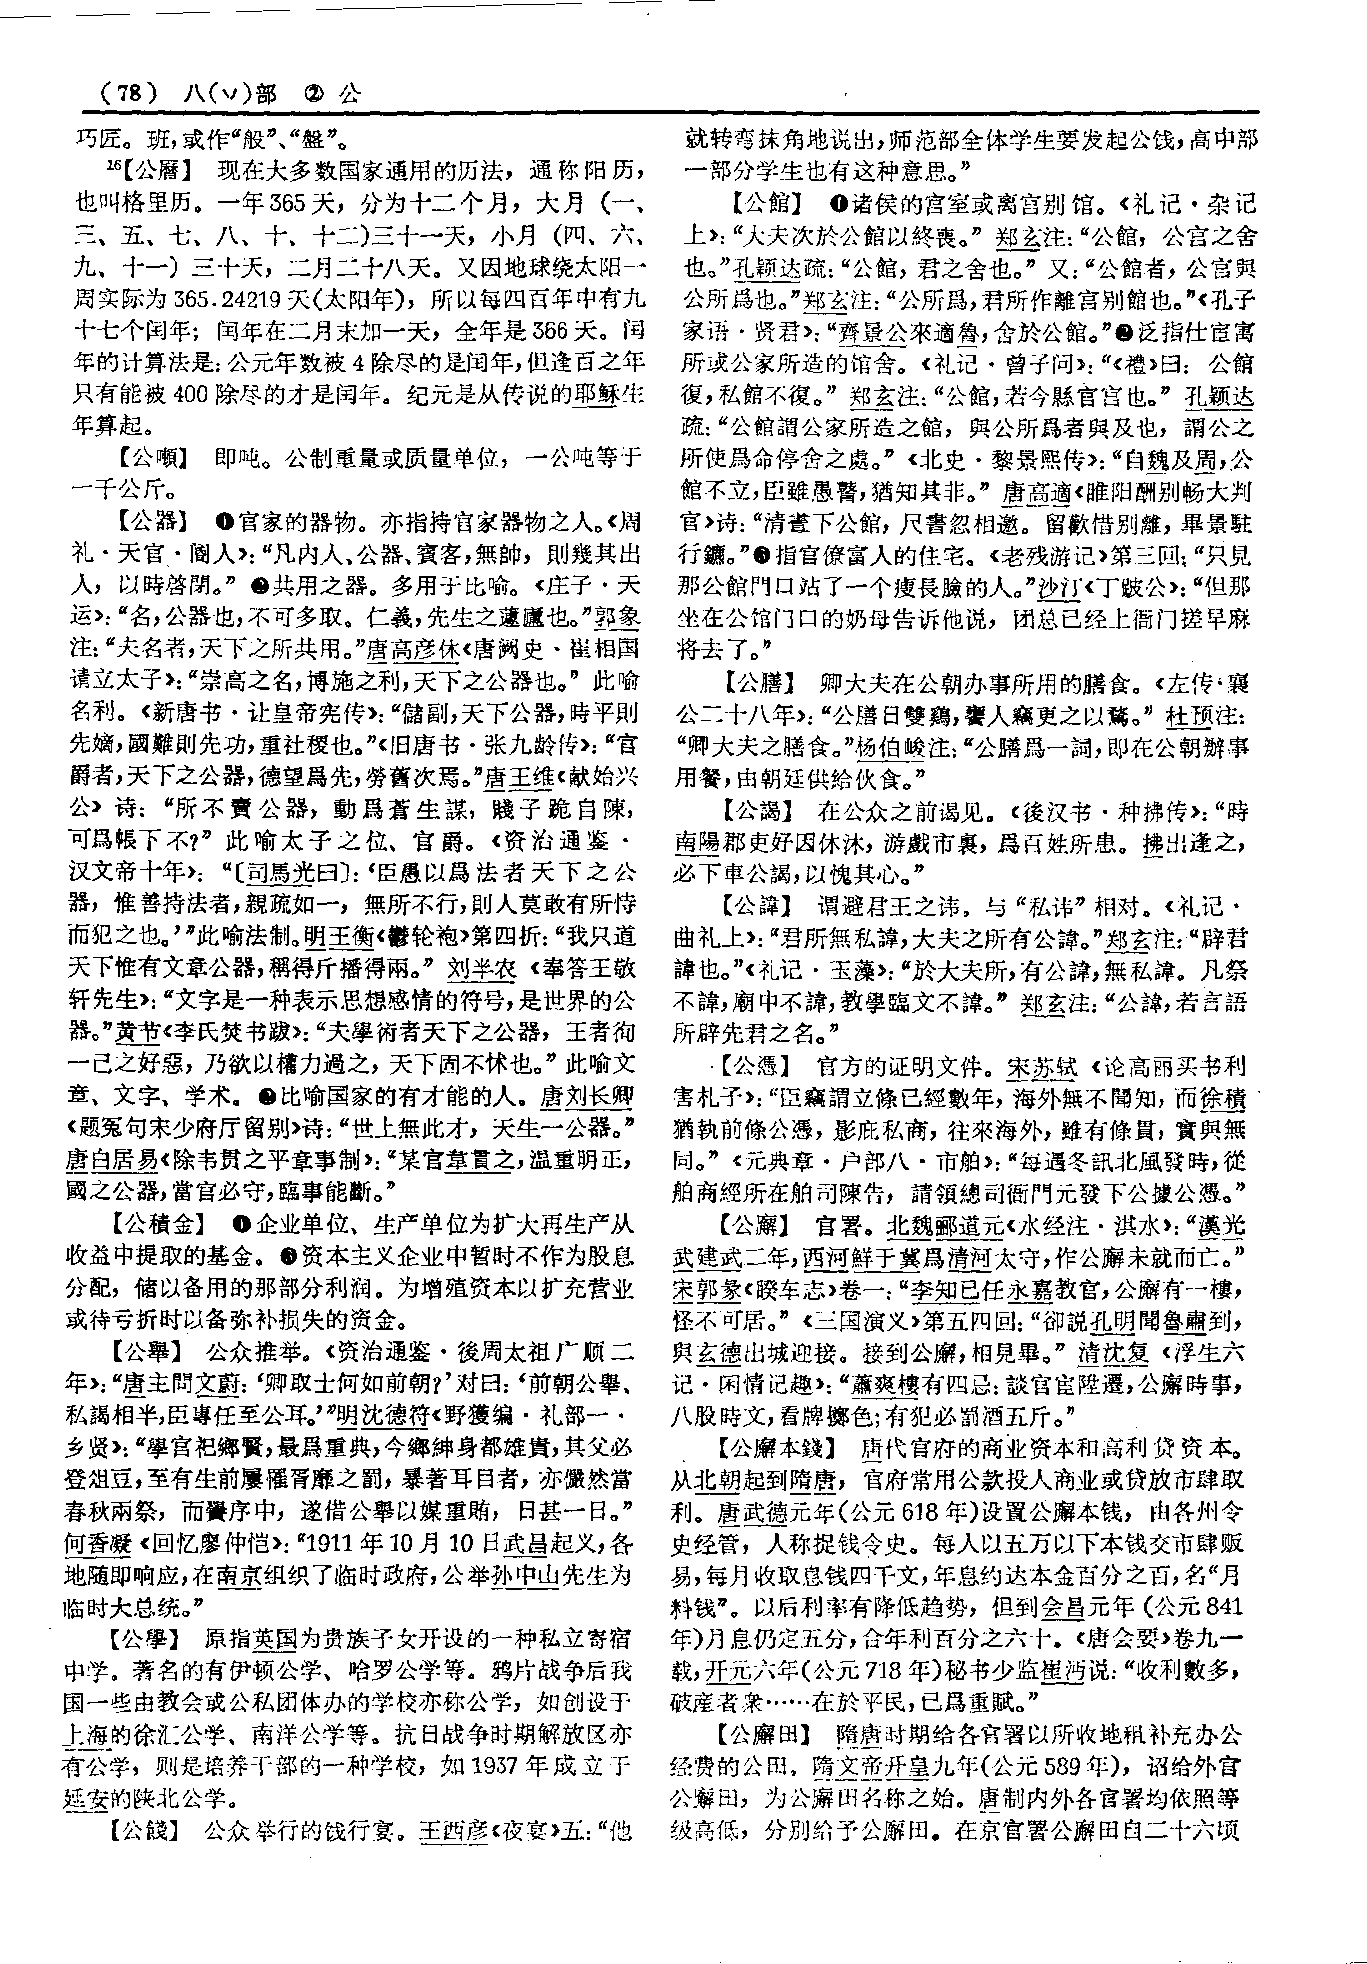 (78) 八(丷)部 ② 公
巧匠。班,或作“般”、“盤”。
16【公曆】 现在大多数国家通用的历法，通称阳历，
也叫格里历。一年365天，分为十二个月，大月（一、
三、五、七、八、十、十二)三十一天，小月（四、六、
九、十一）三十天，二月二十八天。又因地球绕太阳一
周实际为365.24219天(太阳年)，所以每四百年中有九
十七个闰年；闰年在二月末加一天，全年是366天。闰
年的计算法是：公元年数被4除尽的是闰年,但逢百之年
只有能被400除尽的才是闰年。纪元是从传说的耶稣生
年算起。
【公噸】 即吨。公制重量或质量单位，一公吨等于
一千公斤。
【公器】 ❶官家的器物。亦指持官家器物之人。《周
礼·天官·阍人》：“凡内人、公器、賓客,無帥，則幾其出
人，以時啓閉。” ❷共用之器。多用于比喻。《庄子·天
运》：“名,公器也,不可多取。仁義,先生之蘧廬也。”郭象
注：“夫名者,天下之所共用。”唐高彦休《唐阙史·崔相国
请立太子》：“崇高之名,博施之利,天下之公器也。”此喻
名利。《新唐书·让皇帝宪传》：“儲副,天下公器,時平則
先嫡,國難則先功,重社稷也。”《旧唐书·张九龄传》：“官
爵者,天下之公器,德望爲先,勞舊次焉。”唐王维《献始兴
公》诗：“所不賣公器，動爲蒼生謀，賤子跪自陳，
可爲帳下不?”此喻太子之位、官爵。《资治通鉴·
汉文帝十年》：“〔司馬光曰〕：‘臣愚以爲法者天下之公
器，惟善持法者,親疏如一，無所不行,則人莫敢有所恃
而犯之也。’”此喻法制。明王衡《鬱轮袍》第四折：“我只道
天下惟有文章公器,稱得斤播得兩。” 刘半农《奉答王敬
轩先生》：“文字是一种表示思想感情的符号,是世界的公
器。”黄节《李氏焚书跋》：“夫學術者天下之公器，王者徇
一己之好惡，乃欲以權力遏之，天下固不怵也。”此喻文
章、文字、学术。❸比喻国家的有才能的人。唐刘长卿
《题冤句宋少府厅留别》诗：“世上無此才，天生一公器。”
唐白居易《除韦贯之平章事制》：“某官韋貫之,温重明正,
國之公器,當官必守,臨事能斷。”
【公積金】 ❶企业单位、生产单位为扩大再生产从
收益中提取的基金。❷资本主义企业中暂时不作为股息
分配，储以备用的那部分利润。为增殖资本以扩充营业
或待亏折时以备弥补损失的资金。
【公舉】 公众推举。《资治通鉴·後周太祖广顺二
年》：“唐主問文蔚：‘卿取士何如前朝?’对曰：‘前朝公舉、
私謁相半,臣專任至公耳。’”明沈德符《野獲编·礼部一·
乡贤》：“學官祀鄉賢,最爲重典,今鄉紳身都雄貴,其父必
登俎豆,至有生前屢罹胥靡之罰，暴著耳目者，亦儼然當
春秋兩祭，而黌序中，遂借公舉以媒重賄，日甚一日。”
何香凝《回忆廖仲恺》：“1911年10月10日武昌起义,各
地随即响应,在南京组织了临时政府,公举孙中山先生为
临时大总统。”
【公學】 原指英国为贵族子女开设的一种私立寄宿
中学。著名的有伊顿公学、哈罗公学等。鸦片战争后我
国一些由教会或公私团体办的学校亦称公学，如创设于
上海的徐汇公学、南洋公学等。抗日战争时期解放区亦
有公学，则是培养干部的一种学校，如1937年成立于
延安的陕北公学。
【公餞】 公众举行的饯行宴。王西彦《夜宴》五：“他
就转弯抹角地说出,师范部全体学生要发起公饯,高中部
一部分学生也有这种意思。”
【公館】 ❶诸侯的宫室或离宫别馆。《礼记·杂记
上》：“大夫次於公館以終喪。” 郑玄注：“公館，公宫之舍
也。”孔颖达疏：“公館，君之舍也。” 又：“公館者，公宫與
公所爲也。”郑玄注：“公所爲,君所作離宫别館也。”《孔子
家语·贤君》：“齊景公來適魯,舍於公館。”❷泛指仕宦寓
所或公家所造的馆舍。《礼记·曾子问》：“《禮》曰：公館
復,私館不復。” 郑玄注：“公館,若今縣官宫也。” 孔颖达
疏：“公館謂公家所造之館，與公所爲者與及也，謂公之
所使爲命停舍之處。”《北史·黎景熙传》：“自魏及周,公
館不立,臣雖愚瞽,猶知其非。” 唐高適《睢阳酬别畅大判
官》诗：“清晝下公館，尺書忽相邀。留歡惜别離，畢景駐
行鑣。”❸指官僚富人的住宅。《老残游记》第三回：“只見
那公館門口站了一个瘦長臉的人。”沙汀《丁跛公》：“但那
坐在公馆门口的奶母告诉他说，团总已经上衙门搓早麻
将去了。”
【公膳】 卿大夫在公朝办事所用的膳食。《左传·襄
公二十八年》：“公膳日雙鷄,饔人竊更之以鶩。” 杜预注：
“卿大夫之膳食。”杨伯峻注：“公膳爲一詞,即在公朝辦事
用餐,由朝廷供給伙食。”
【公謁】 在公众之前谒见。《後汉书·种拂传》：“時
南陽郡吏好因休沐，游戲市裏，爲百姓所患。拂出逢之，
必下車公謁,以愧其心。”
【公諱】 谓避君王之讳。与“私讳”相对。《礼记·
曲礼上》：“君所無私諱,大夫之所有公諱。”郑玄注：“辟君
諱也。”《礼记·玉藻》：“於大夫所,有公諱,無私諱。凡祭
不諱,廟中不諱,教學臨文不諱。” 郑玄注：“公諱,若言語
所辟先君之名。”
【公憑】 官方的证明文件。宋苏轼《论高丽买书利
害札子》：“臣竊謂立條已經數年，海外無不聞知，而徐積
猶執前條公憑，影庇私商，往來海外，雖有條貫，實與無
同。”《元典章·户部八·市舶》：“每遇冬訊北風發時,從
舶商經所在舶司陳告，請領總司衙門元發下公據公憑。”
【公廨】 官署。北魏郦道元《水经注·淇水》：“漢光
武建武二年,西河鮮于冀爲清河太守,作公廨未就而亡。”
宋郭彖《睽车志》卷一：“李知已任永嘉教官,公廨有一樓，
怪不可居。”《三国演义》第五四回：“卻説孔明聞魯肅到，
與玄德出城迎接。接到公廨,相見畢。” 清沈复《浮生六
记·闲情记趣》：“蕭爽樓有四忌：談官宦陞遷,公廨時事，
八股時文,看牌擲色;有犯必罰酒五斤。”
【公廨本錢】 唐代官府的商业资本和高利贷资本。
从北朝起到隋唐，官府常用公款投人商业或贷放市肆取
利。唐武德元年(公元618年)设置公廨本钱，由各州令
史经管，人称捉钱令史。每人以五万以下本钱交市肆贩
易,每月收取息钱四千文,年息约达本金百分之百,名“月
料钱”。以后利率有降低趋势，但到会昌元年（公元841
年)月息仍定五分,合年利百分之六十。《唐会要》卷九一
载,开元六年(公元718年)秘书少监崔沔说：“收利數多，
破産者衆……在於平民,已爲重賦。”
【公廨田】 隋唐时期给各官署以所收地租补充办公
经费的公田。隋文帝开皇九年(公元589年)，诏给外官
公廨田，为公廨田名称之始。唐制内外各官署均依照等
级高低，分别给予公廨田。在京官署公廨田自二十六顷